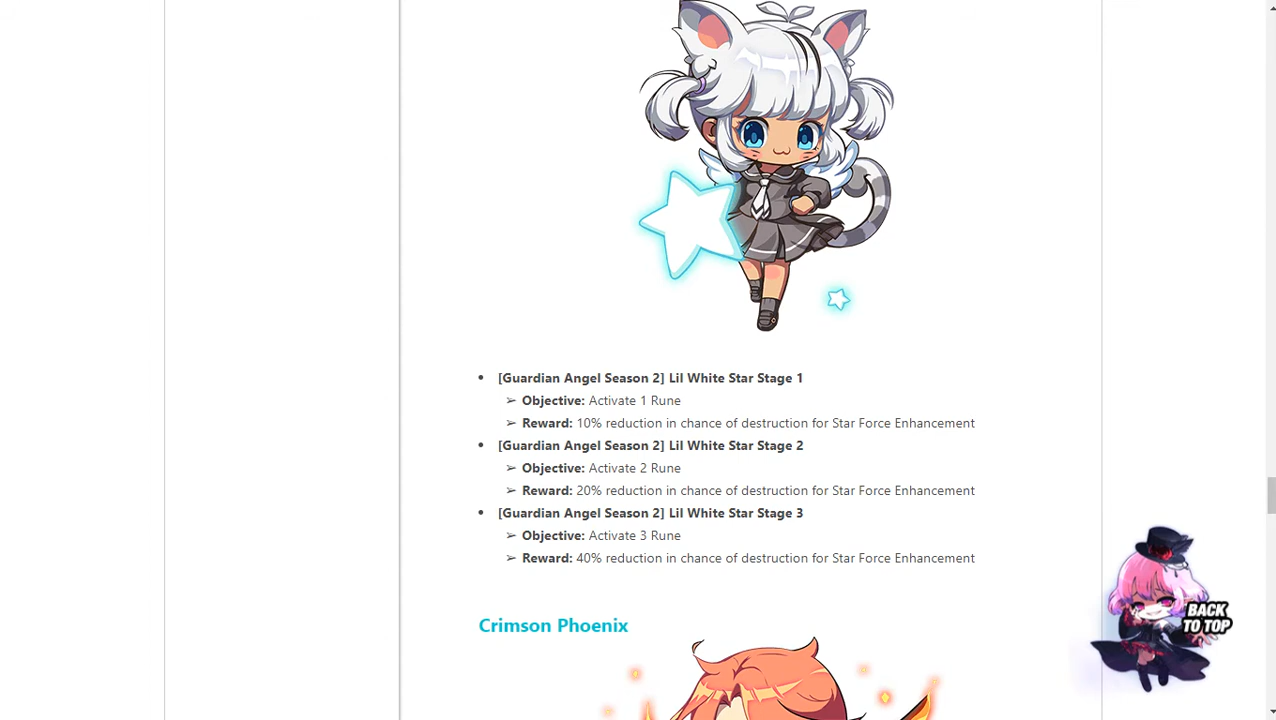 [Guardian Angel Season 2] Lil White Star Stage 1
➢ Objective: Activate 1 Rune
➢ Reward: 10% reduction in chance of destruction for Star Force Enhancement
[Guardian Angel Season 2] Lil White Star Stage 2
➢ Objective: Activate 2 Rune
➢ Reward: 20% reduction in chance of destruction for Star Force Enhancement
[Guardian Angel Season 2] Lil White Star Stage 3
➢ Objective: Activate 3 Rune
➢ Reward: 40% reduction in chance of destruction for Star Force Enhancement
BACK
TO TOP
Crimson Phoenix